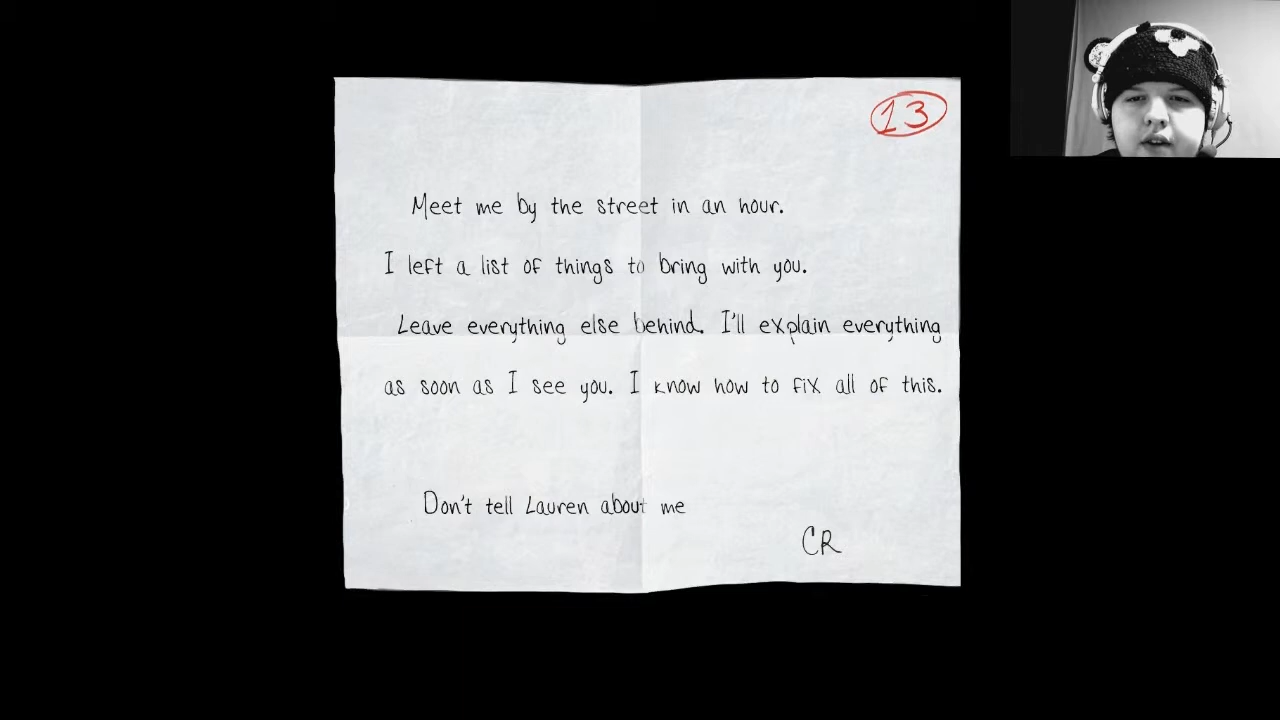 13
Meet me by the street in an hour.
I left a list of things to bring with you.
Leave everything else behind. I'll explain everything
as soon as I see you. I know how to fix all of this.
Don't tell Lauren about me
CR